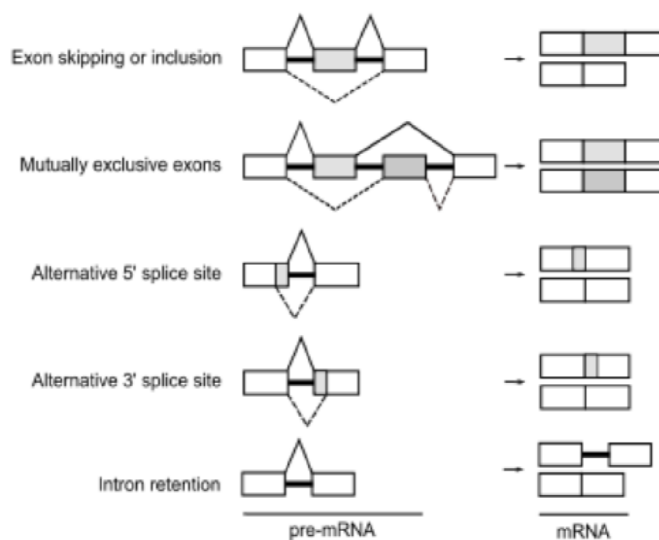 Exon skipping or inclusion
Mutually exclusive exons
Alternative 5' splice site
Alternative 3' splice site
Intron retention
pre-mRNA
mRNA